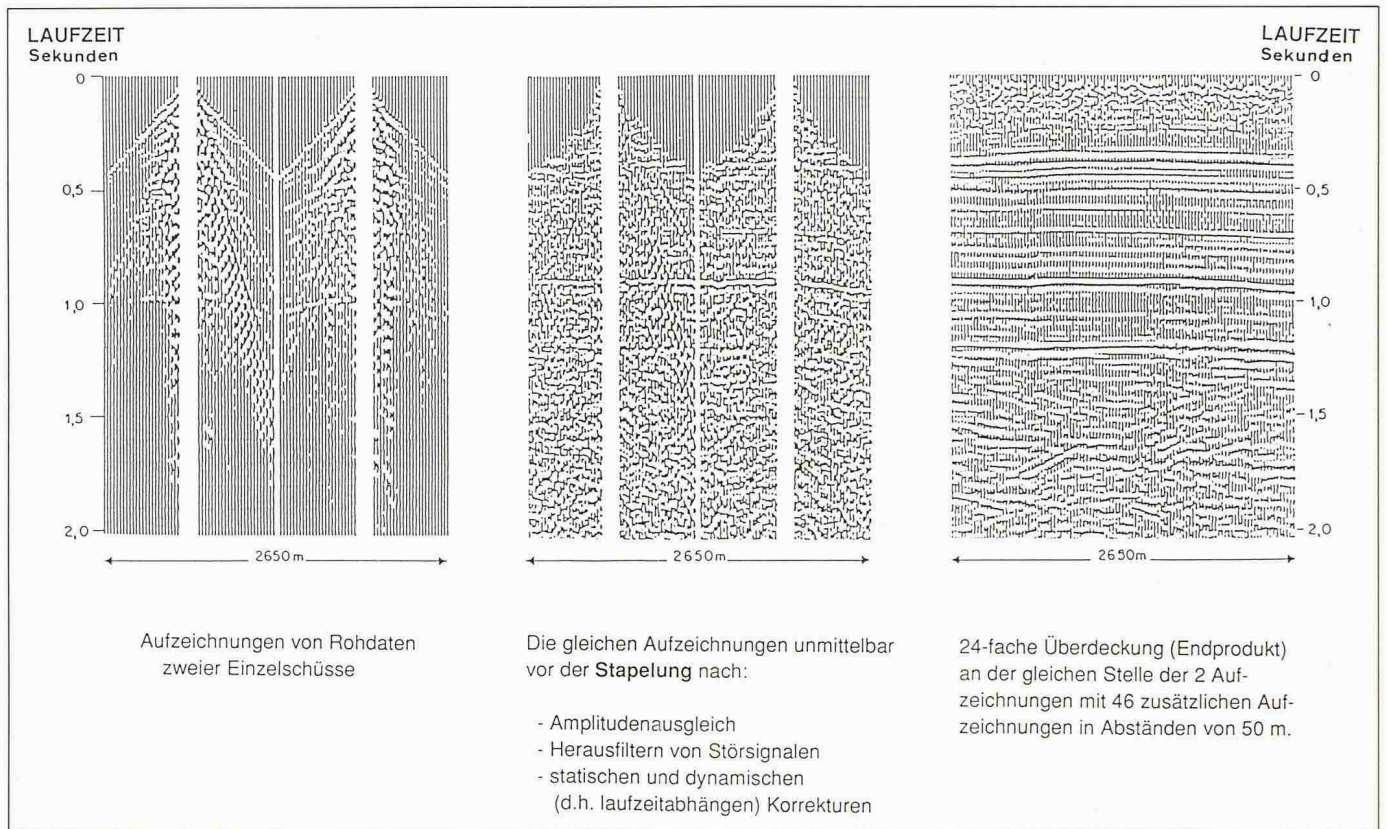 LAUFZEIT
Sekunden
LAUFZEIT
Sekunden
0
0,5
1,0
1,5
2,0
0
0,5
1,0
1,5
2,0
2650m
2650m
2650m
Aufzeichnungen von Rohdaten
zweier Einzelschüsse
Die gleichen Aufzeichnungen unmittelbar
vor der Stapelung nach:
- Amplitudenausgleich
- Herausfiltern von Störsignalen
- statischen und dynamischen
(d.h. laufzeitabhängen) Korrekturen
24-fache Überdeckung (Endprodukt)
an der gleichen Stelle der 2 Auf-
zeichnungen mit 46 zusätzlichen Auf-
zeichnungen in Abständen von 50 m.